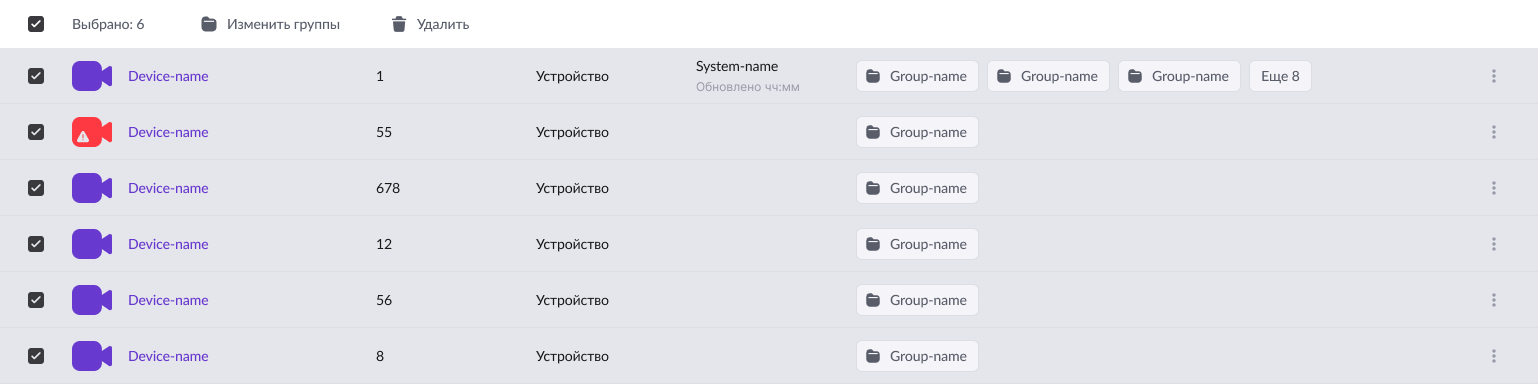 Выбрано: 6 Изменить группы Удалить
Device-name 1 Устройство System-name Group-name Group-name Group-name Еще 8
Обновлено чч:мм
Device-name 55 Устройство Group-name
Device-name 678 Устройство Group-name
Device-name 12 Устройство Group-name
Device-name 56 Устройство Group-name
Device-name 8 Устройство Group-name